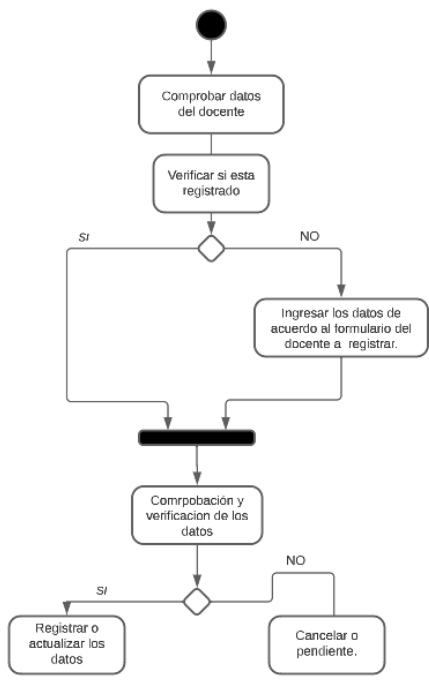 Comprobar datos
del docente
Verificar si esta
registrado
SI
NO
Ingresar los datos de
acuerdo al formulario del
docente a registrar.
Comrpobación y
verificacion de los
datos
SI
NO
Registrar o
actualizar los
datos
Cancelar o
pendiente.